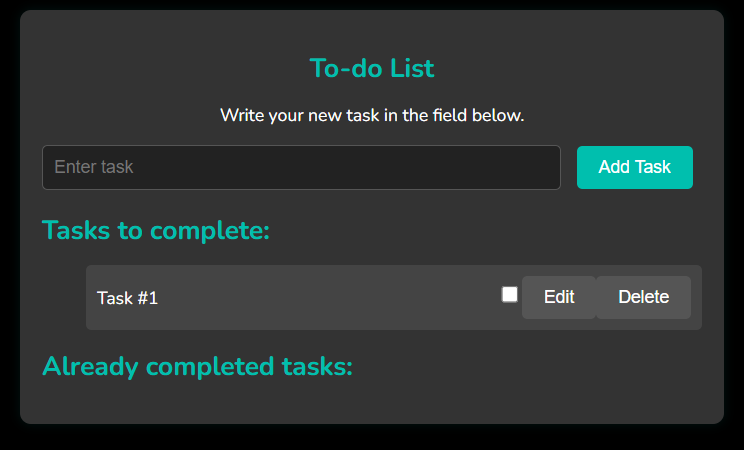 To-do List
Write your new task in the field below.
Enter task Add Task
Tasks to complete:
Task #1 Edit Delete
Already completed tasks: